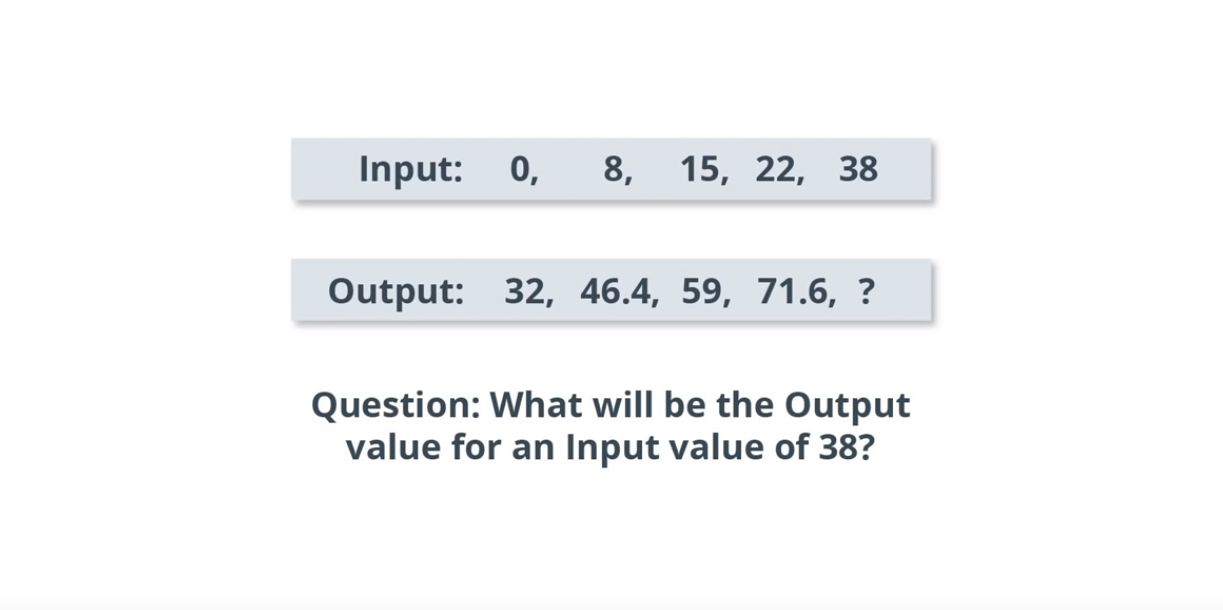 Input: 0, 8, 15, 22, 38
Output: 32, 46.4, 59, 71.6, ?
Question: What will be the Output
value for an Input value of 38?